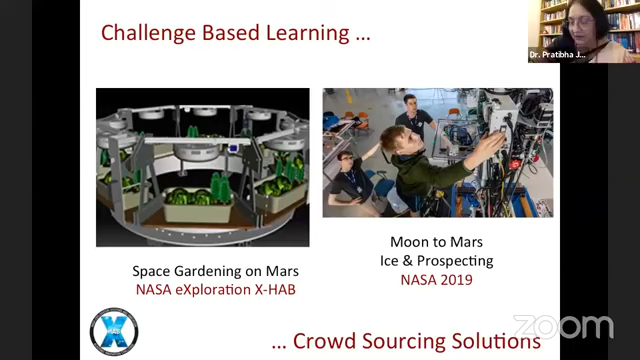 Challenge Based Learning …
Dr. Pratibha J...
Space Gardening on Mars
NASA eXploration X-HAB
Moon to Mars
Ice & Prospecting
NASA 2019
X
… Crowd Sourcing Solutions
zoom